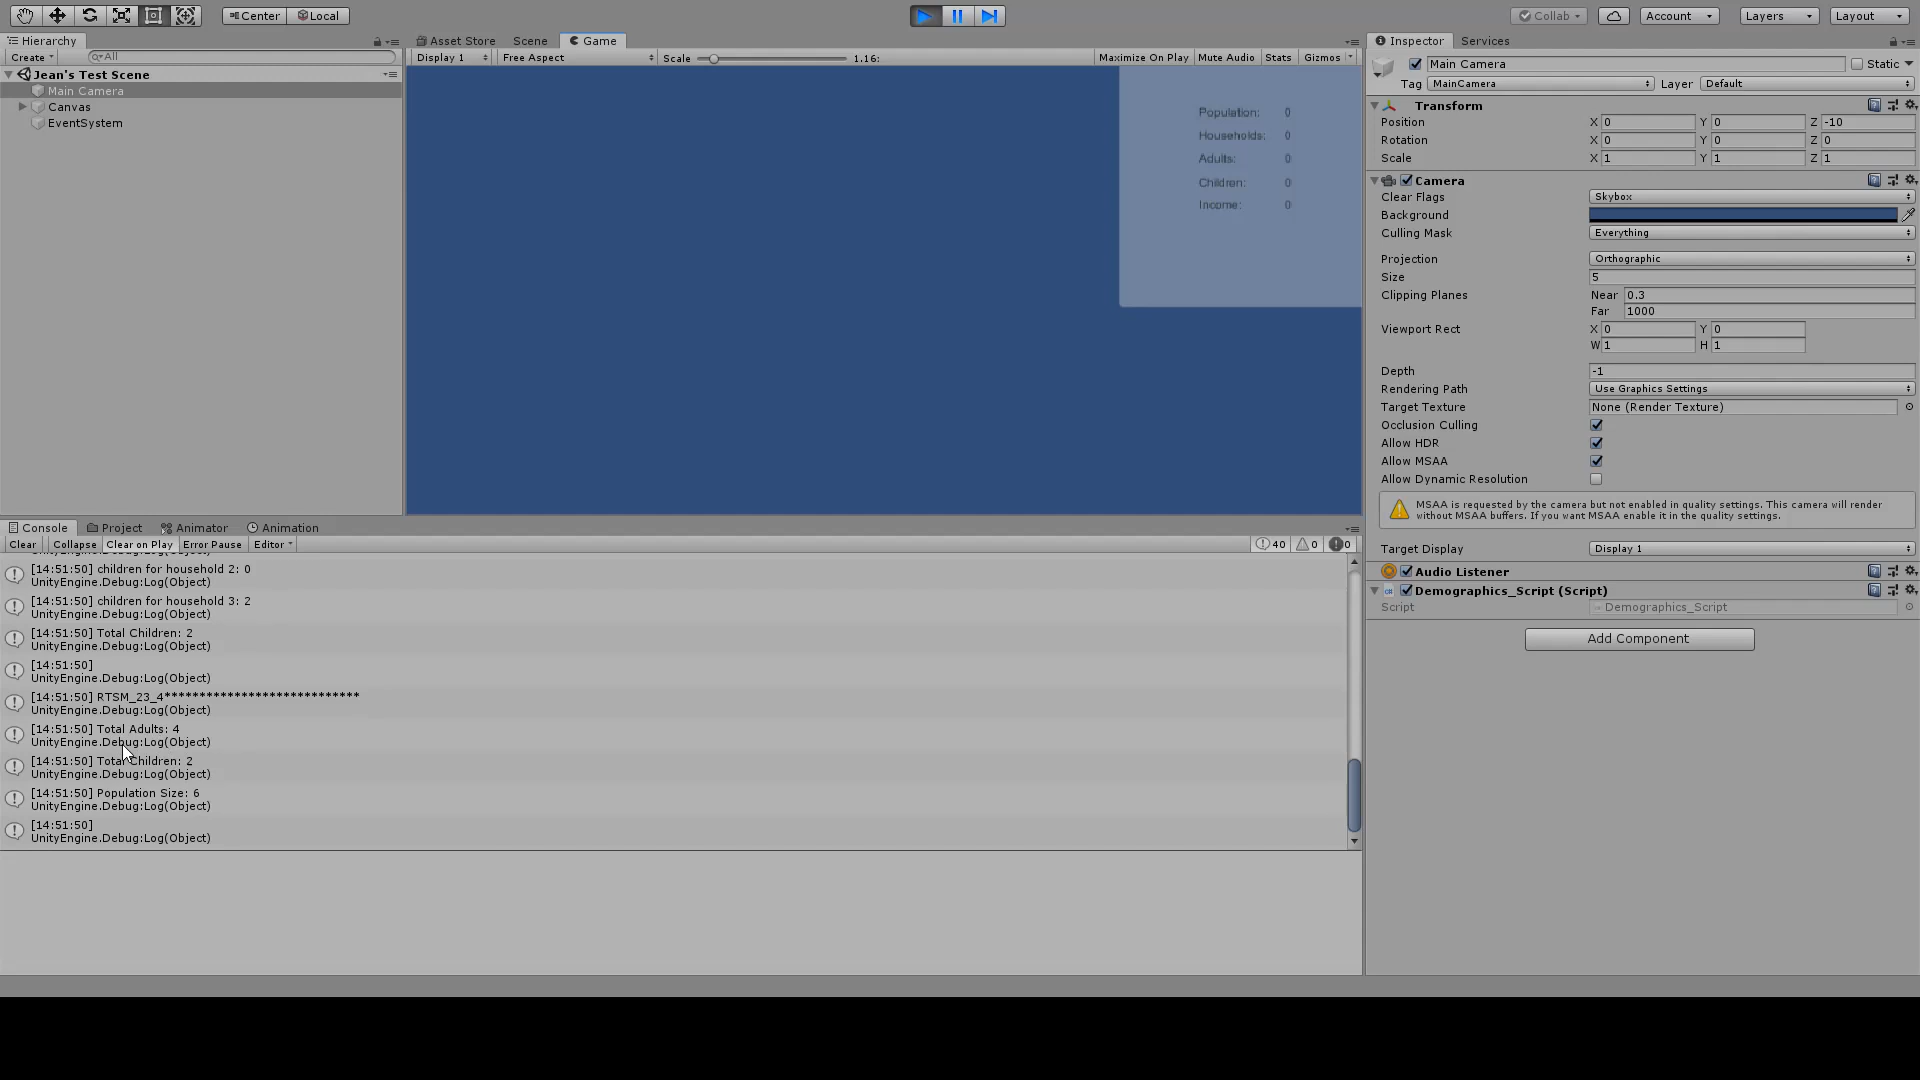 Center
Local
Collab
Account
Layers
Layout
Hierarchy
Create
All
Jean's Test Scene
Main Camera
Canvas
EventSystem
Asset Store
Scene
Game
Display 1
Free Aspect
Scale
1.16:
Maximize On Play
Mute Audio
Stats
Gizmos
Population: 0
Households: 0
Adults: 0
Children: 0
Income: 0
Inspector
Services
Main Camera
Static
Tag MainCamera
Layer Default
Transform
Position X 0 Y 0 Z -10
Rotation X 0 Y 0 Z 0
Scale X 1 Y 1 Z 1
Camera
Clear Flags Skybox
Background
Culling Mask Everything
Projection Orthographic
Size 5
Clipping Planes Near 0.3
Far 1000
Viewport Rect X 0 Y 0
W 1 H 1
Depth -1
Rendering Path Use Graphics Settings
Target Texture None (Render Texture)
Occlusion Culling
Allow HDR
Allow MSAA
Allow Dynamic Resolution
MSAA is requested by the camera but not enabled in quality settings. This camera will render
without MSAA buffers. If you want MSAA enable it in the quality settings.
Target Display Display 1
Audio Listener
Demographics_Script (Script)
Script Demographics_Script
Add Component
Console
Project
Animator
Animation
Clear
Collapse
Clear on Play
Error Pause
Editor
40
0
0
[14:51:50] children for household 2: 0
UnityEngine.Debug:Log(Object)
[14:51:50] children for household 3: 2
UnityEngine.Debug:Log(Object)
[14:51:50] Total Children: 2
UnityEngine.Debug:Log(Object)
[14:51:50]
UnityEngine.Debug:Log(Object)
[14:51:50] RTSM_23_4****************************
UnityEngine.Debug:Log(Object)
[14:51:50] Total Adults: 4
UnityEngine.Debug:Log(Object)
[14:51:50] Total Children: 2
UnityEngine.Debug:Log(Object)
[14:51:50] Population Size: 6
UnityEngine.Debug:Log(Object)
[14:51:50]
UnityEngine.Debug:Log(Object)